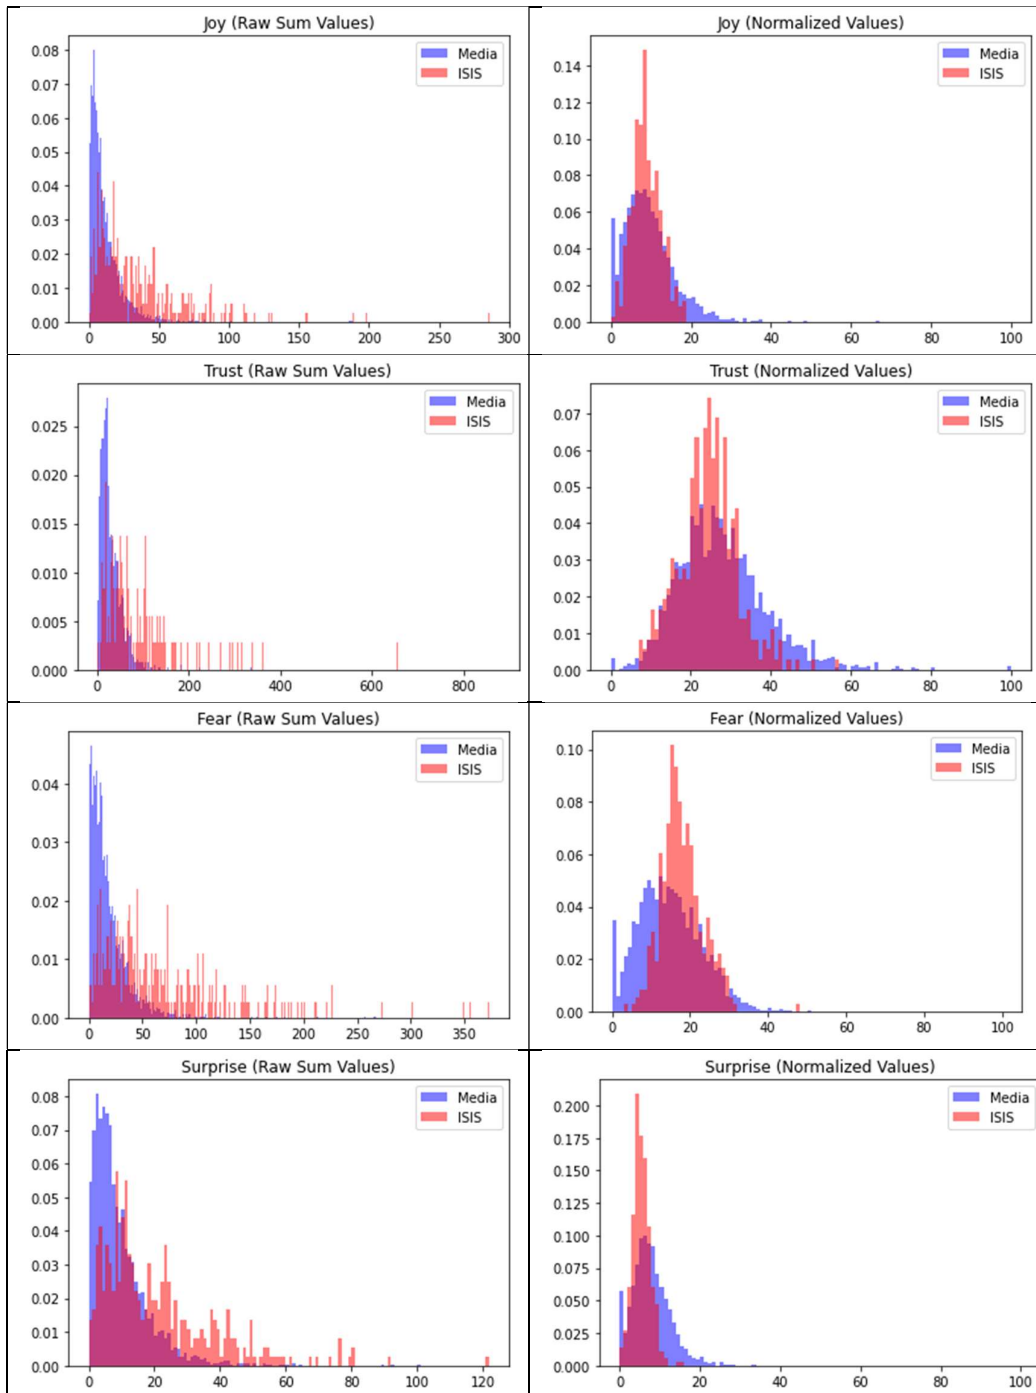 Joy (Raw Sum Values)
Media
ISIS
0.08
0.07
0.06
0.05
0.04
0.03
0.02
0.01
0.00
0 50 100 150 200 250 300
Joy (Normalized Values)
Media
ISIS
0.14
0.12
0.10
0.08
0.06
0.04
0.02
0.00
0 20 40 60 80 100
Trust (Raw Sum Values)
Media
ISIS
0.025
0.020
0.015
0.010
0.005
0.000
0 200 400 600 800
Trust (Normalized Values)
Media
ISIS
0.07
0.06
0.05
0.04
0.03
0.02
0.01
0.00
0 20 40 60 80 100
Fear (Raw Sum Values)
Media
ISIS
0.04
0.03
0.02
0.01
0.00
0 50 100 150 200 250 300 350
Fear (Normalized Values)
Media
ISIS
0.10
0.08
0.06
0.04
0.02
0.00
0 20 40 60 80 100
Surprise (Raw Sum Values)
Media
ISIS
0.08
0.07
0.06
0.05
0.04
0.03
0.02
0.01
0.00
0 20 40 60 80 100 120
Surprise (Normalized Values)
Media
ISIS
0.200
0.175
0.150
0.125
0.100
0.075
0.050
0.025
0.000
0 20 40 60 80 100